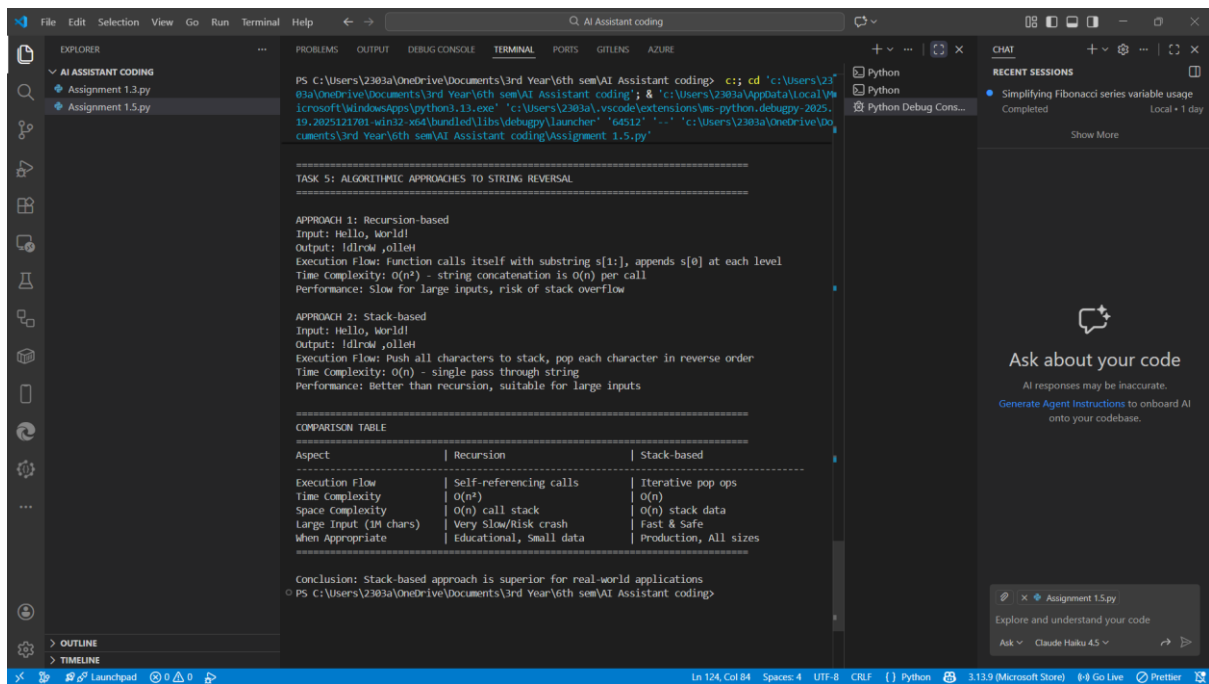 File Edit Selection View Go Run Terminal Help
AI Assistant coding
EXPLORER
AI ASSISTANT CODING
Assignment 1.3.py
Assignment 1.5.py
OUTLINE
TIMELINE
PROBLEMS OUTPUT DEBUG CONSOLE TERMINAL PORTS GITLENS AZURE
PS C:\Users\2303a\OneDrive\Documents\3rd Year\6th sem\AI Assistant coding> c:; cd 'c:\Users\23
03a\OneDrive\Documents\3rd Year\6th sem\AI Assistant coding'; & 'c:\Users\2303a\AppData\Local\M
icrosoft\WindowsApps\python3.13.exe' 'c:\Users\2303a\.vscode\extensions\ms-python.debugpy-2025.
19.2025121701-win32-x64\bundled\libs\debugpy\launcher' '64512' '--' 'c:\Users\2303a\OneDrive\Do
cuments\3rd Year\6th sem\AI Assistant coding\Assignment 1.5.py'
TASK 5: ALGORITHMIC APPROACHES TO STRING REVERSAL
APPROACH 1: Recursion-based
Input: Hello, World!
Output: !dlroW ,olleH
Execution Flow: Function calls itself with substring s[1:], appends s[0] at each level
Time Complexity: O(n²) - string concatenation is O(n) per call
Performance: Slow for large inputs, risk of stack overflow
APPROACH 2: Stack-based
Input: Hello, World!
Output: !dlroW ,olleH
Execution Flow: Push all characters to stack, pop each character in reverse order
Time Complexity: O(n) - single pass through string
Performance: Better than recursion, suitable for large inputs
COMPARISON TABLE
Aspect | Recursion | Stack-based
Execution Flow | Self-referencing calls | Iterative pop ops
Time Complexity | O(n²) | O(n)
Space Complexity | O(n) call stack | O(n) stack data
Large Input (1M chars) | Very Slow/Risk crash | Fast & Safe
When Appropriate | Educational, Small data | Production, All sizes
Conclusion: Stack-based approach is superior for real-world applications
PS C:\Users\2303a\OneDrive\Documents\3rd Year\6th sem\AI Assistant coding>
Python
Python
Python Debug Cons...
CHAT
RECENT SESSIONS
Simplifying Fibonacci series variable usage
Completed Local • 1 day
Show More
Ask about your code
AI responses may be inaccurate.
Generate Agent Instructions to onboard AI
onto your codebase.
Assignment 1.5.py
Explore and understand your code
Ask Claude Haiku 4.5
Launchpad 0 0 Ln 124, Col 84 Spaces: 4 UTF-8 CRLF {} Python 3.13.9 (Microsoft Store) Go Live Prettier